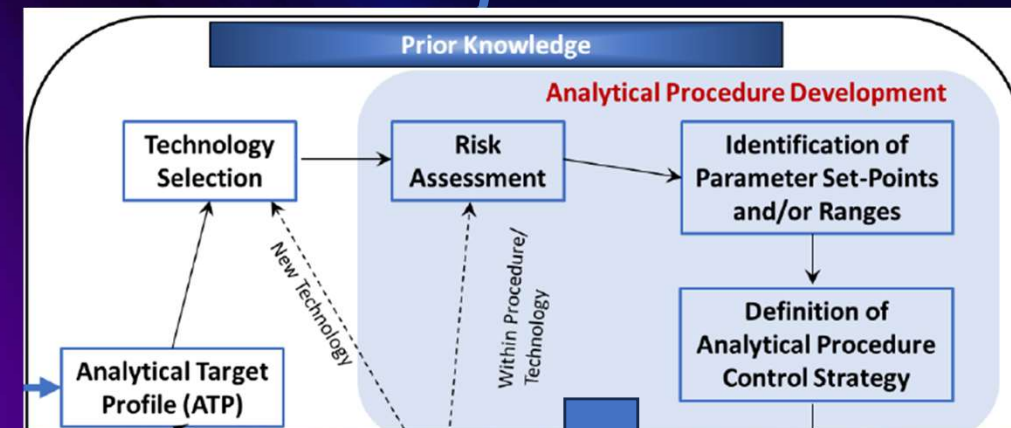 Prior Knowledge
Analytical Procedure Development
Technology
Selection
Risk
Assessment
Identification of
Parameter Set-Points
and/or Ranges
New Technology
Within Procedure/
Technology
Definition of
Analytical Procedure
Control Strategy
Analytical Target
Profile (ATP)